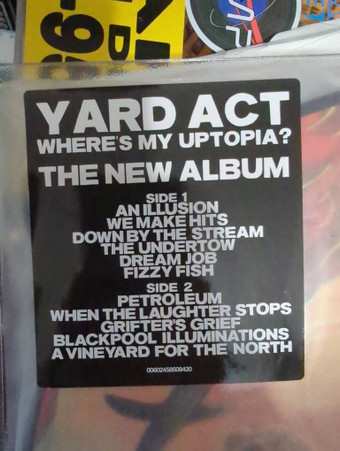 YARD ACT
WHERE'S MY UPTOPIA?
THE NEW ALBUM
SIDE 1
AN ILLUSION
WE MAKE HITS
DOWN BY THE STREAM
THE UNDERTOW
DREAM JOB
FIZZY FISH
SIDE 2
PETROLEUM
WHEN THE LAUGHTER STOPS
GRIFTER'S GRIEF
BLACKPOOL ILLUMINATIONS
A VINEYARD FOR THE NORTH
00602458609420